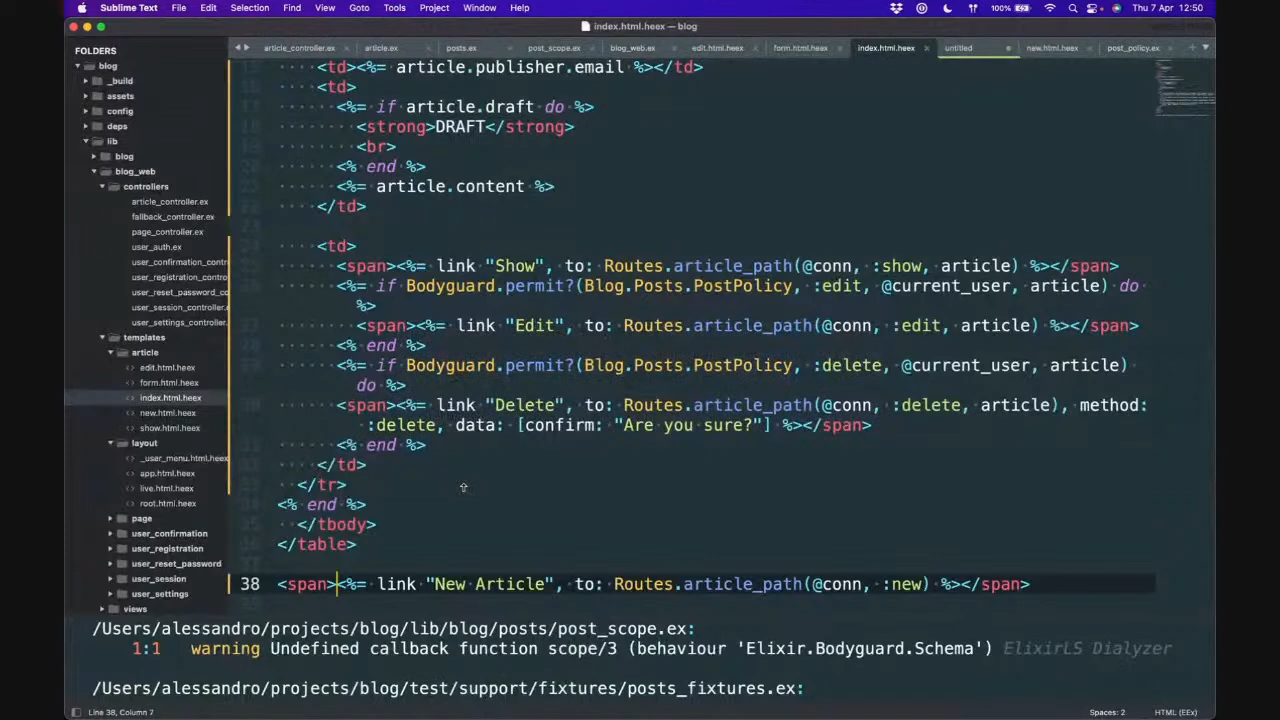 Sublime Text File Edit Selection Find View Goto Tools Project Window Help 100% Thu 7 Apr 12:50
index.html.heex — blog
FOLDERS
blog
_build
assets
config
deps
lib
blog
blog_web
controllers
article_controller.ex
fallback_controller.ex
page_controller.ex
user_auth.ex
user_confirmation_contr
user_registration_contro
user_reset_password_co
user_session_controller.
user_settings_controller.
templates
article
edit.html.heex
form.html.heex
index.html.heex
new.html.heex
show.html.heex
layout
_user_menu.html.heex
app.html.heex
live.html.heex
root.html.heex
page
user_confirmation
user_registration
user_reset_password
user_session
user_settings
views
article_controller.ex article.ex posts.ex post_scope.ex blog_web.ex edit.html.heex form.html.heex index.html.heex untitled new.html.heex post_policy.ex
<td><%= article.publisher.email %></td>
<td>
<%= if article.draft do %>
<strong>DRAFT</strong>
<br>
<% end %>
<%= article.content %>
</td>
<td>
<span><%= link "Show", to: Routes.article_path(@conn, :show, article) %></span>
<%= if Bodyguard.permit?(Blog.Posts.PostPolicy, :edit, @current_user, article) do
%>
<span><%= link "Edit", to: Routes.article_path(@conn, :edit, article) %></span>
<% end %>
<%= if Bodyguard.permit?(Blog.Posts.PostPolicy, :delete, @current_user, article)
do %>
<span><%= link "Delete", to: Routes.article_path(@conn, :delete, article), method:
:delete, data: [confirm: "Are you sure?"] %></span>
<% end %>
</td>
</tr>
<% end %>
</tbody>
</table>
38 <span><%= link "New Article", to: Routes.article_path(@conn, :new) %></span>
/Users/alessandro/projects/blog/lib/blog/posts/post_scope.ex:
1:1 warning Undefined callback function scope/3 (behaviour 'Elixir.Bodyguard.Schema') ElixirLS Dialyzer
/Users/alessandro/projects/blog/test/support/fixtures/posts_fixtures.ex:
Line 38, Column 7 Spaces: 2 HTML (EEx)